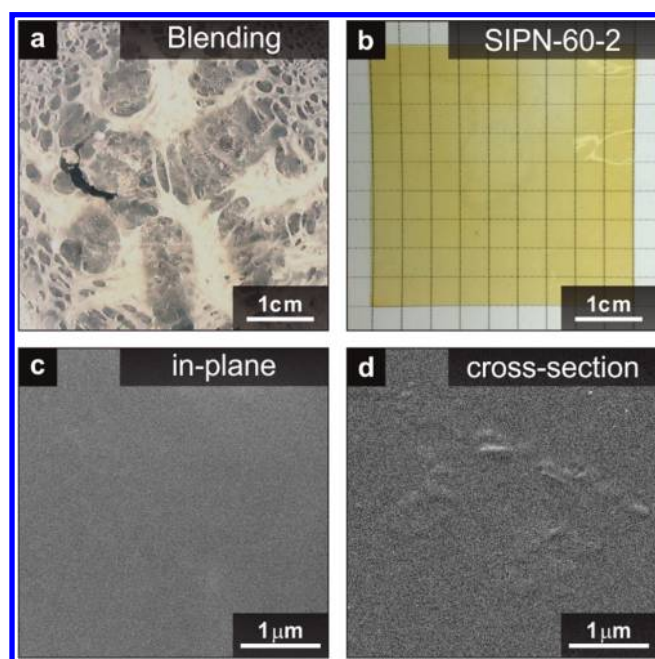 a
Blending
1cm
b
SIPN-60-2
1cm
c
in-plane
1μm
d
cross-section
1μm